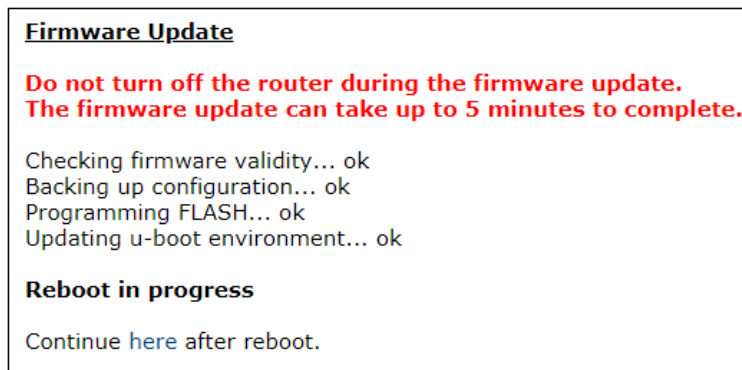 Firmware Update
Do not turn off the router during the firmware update.
The firmware update can take up to 5 minutes to complete.
Checking firmware validity... ok
Backing up configuration... ok
Programming FLASH... ok
Updating u-boot environment... ok
Reboot in progress
Continue here after reboot.